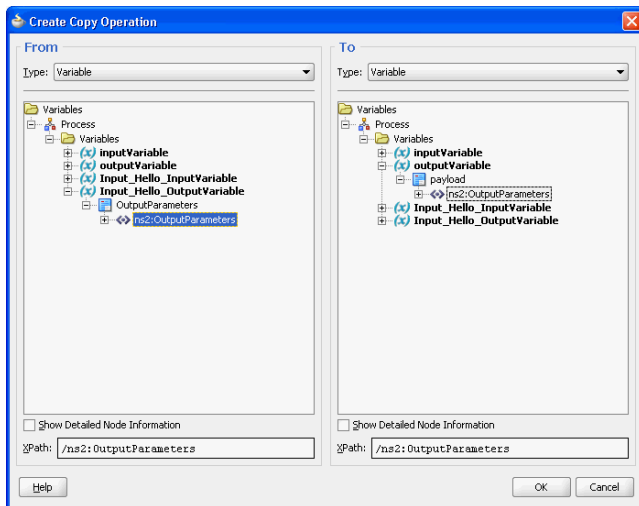 Create Copy Operation
From
Type: Variable
Variables
Process
Variables
inputVariable
outputVariable
Input_Hello_InputVariable
Input_Hello_OutputVariable
OutputParameters
ns2:OutputParameters
Show Detailed Node Information
XPath: /ns2:OutputParameters
To
Type: Variable
Variables
Process
Variables
inputVariable
outputVariable
payload
ns2:OutputParameters
Input_Hello_InputVariable
Input_Hello_OutputVariable
Show Detailed Node Information
XPath: /ns2:OutputParameters
Help
OK
Cancel